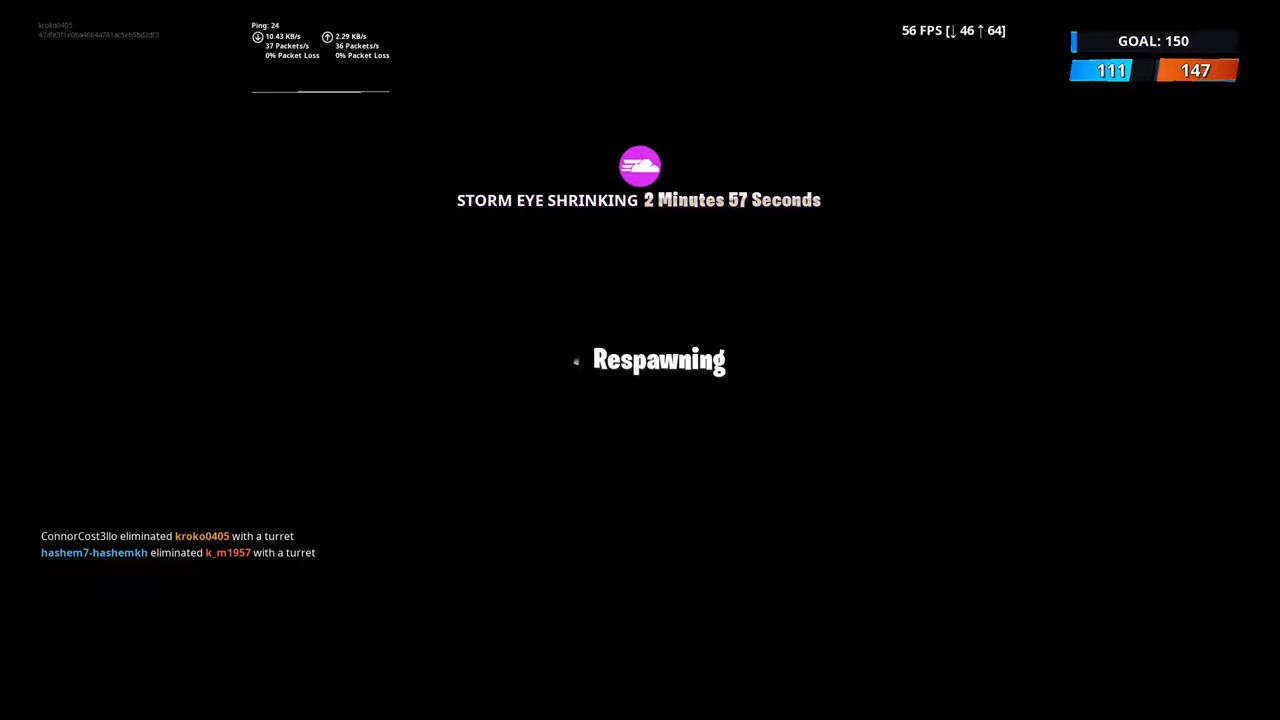 kroko0405
Ping: 24
10.43 KB/s 2.29 KB/s
37 Packets/s 36 Packets/s
0% Packet Loss 0% Packet Loss
56 FPS [↓ 46 ↑ 64]
GOAL: 150
111 147
STORM EYE SHRINKING 2 Minutes 57 Seconds
Respawning
ConnorCost3llo eliminated kroko0405 with a turret
hashem7-hashemkh eliminated k_m1957 with a turret